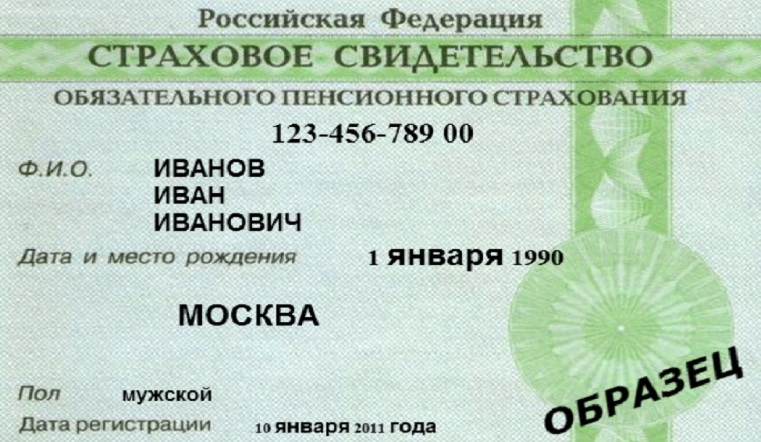 Российская Федерация
СТРАХОВОЕ СВИДЕТЕЛЬСТВО
ОБЯЗАТЕЛЬНОГО ПЕНСИОННОГО СТРАХОВАНИЯ
123-456-789 00
Ф.И.О. ИВАНОВ
ИВАН
ИВАНОВИЧ
Дата и место рождения 1 января 1990
МОСКВА
Пол мужской
Дата регистрации 10 января 2011 года
ОБРАЗЕЦ